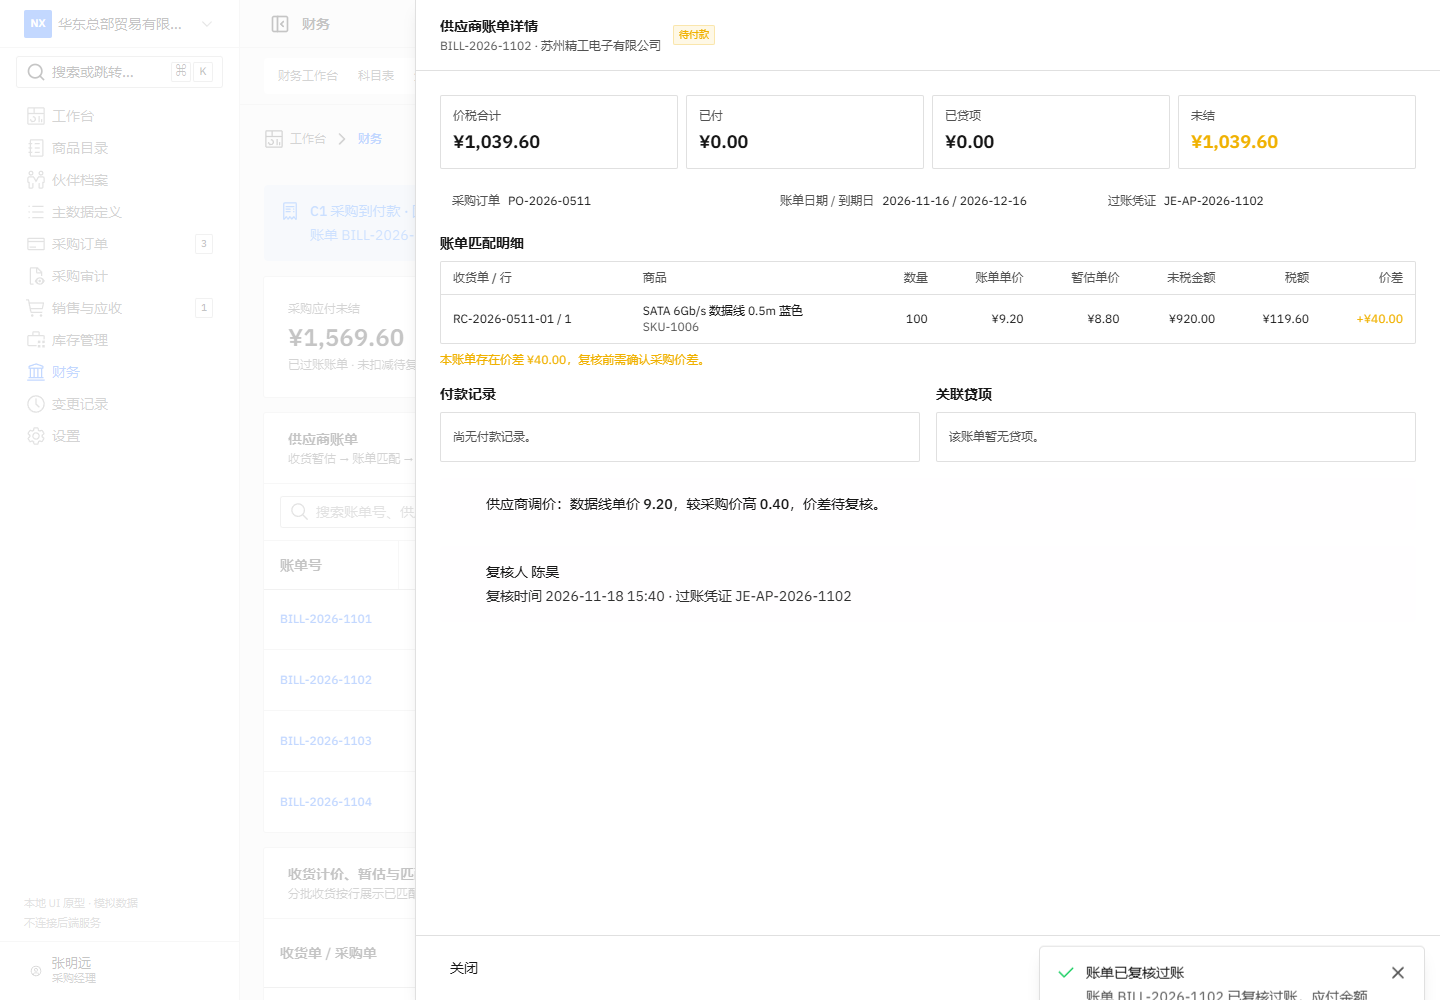 NX 华东总部贸易有限...
搜索或跳转... ⌘ K
工作台
商品目录
伙伴档案
主数据定义
采购订单 3
采购审计
销售与应收 1
库存管理
财务
变更记录
设置
本地 UI 原型 · 模拟数据
不连接后端服务
张明远
采购经理
财务
财务工作台 科目表
工作台 财务
C1 采购到付款 ·
账单 BILL-2026-
采购应付未结
¥1,569.60
已过账账单 · 未扣减待复
供应商账单
收货暂估 → 账单匹配 →
搜索账单号、供
账单号
BILL-2026-1101
BILL-2026-1102
BILL-2026-1103
BILL-2026-1104
收货计价、暂估与匹
分批收货按行展示已匹配
收货单 / 采购单
供应商账单详情
BILL-2026-1102 · 苏州精工电子有限公司
待付款
价税合计 已付 已贷项 未结
¥1,039.60 ¥0.00 ¥0.00 ¥1,039.60
采购订单 PO-2026-0511 账单日期 / 到期日 2026-11-16 / 2026-12-16 过账凭证 JE-AP-2026-1102
账单匹配明细
收货单 / 行 商品 数量 账单单价 暂估单价 未税金额 税额 价差
RC-2026-0511-01 / 1 SATA 6Gb/s 数据线 0.5m 蓝色 100 ¥9.20 ¥8.80 ¥920.00 ¥119.60 +¥40.00
SKU-1006
本账单存在价差 ¥40.00，复核前需确认采购价差。
付款记录 关联贷项
尚无付款记录。 该账单暂无贷项。
供应商调价：数据线单价 9.20，较采购价高 0.40，价差待复核。
复核人 陈昊
复核时间 2026-11-18 15:40 · 过账凭证 JE-AP-2026-1102
关闭
账单已复核过账
账单 BILL-2026-1102 已复核过账，应付金额